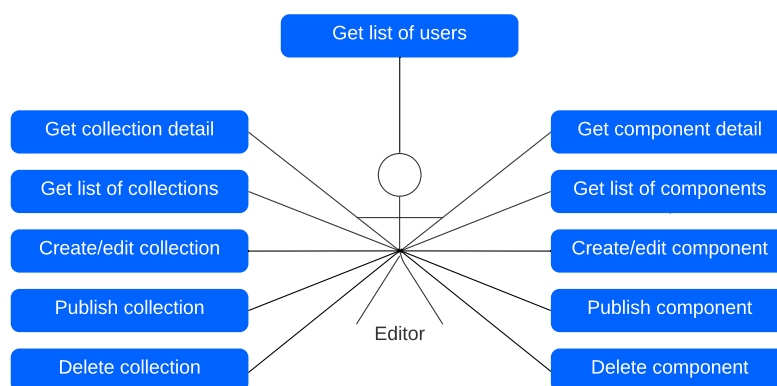 Get list of users
Get collection detail
Get component detail
Get list of collections
Get list of components
Create/edit collection
Create/edit component
Publish collection
Publish component
Editor
Delete collection
Delete component